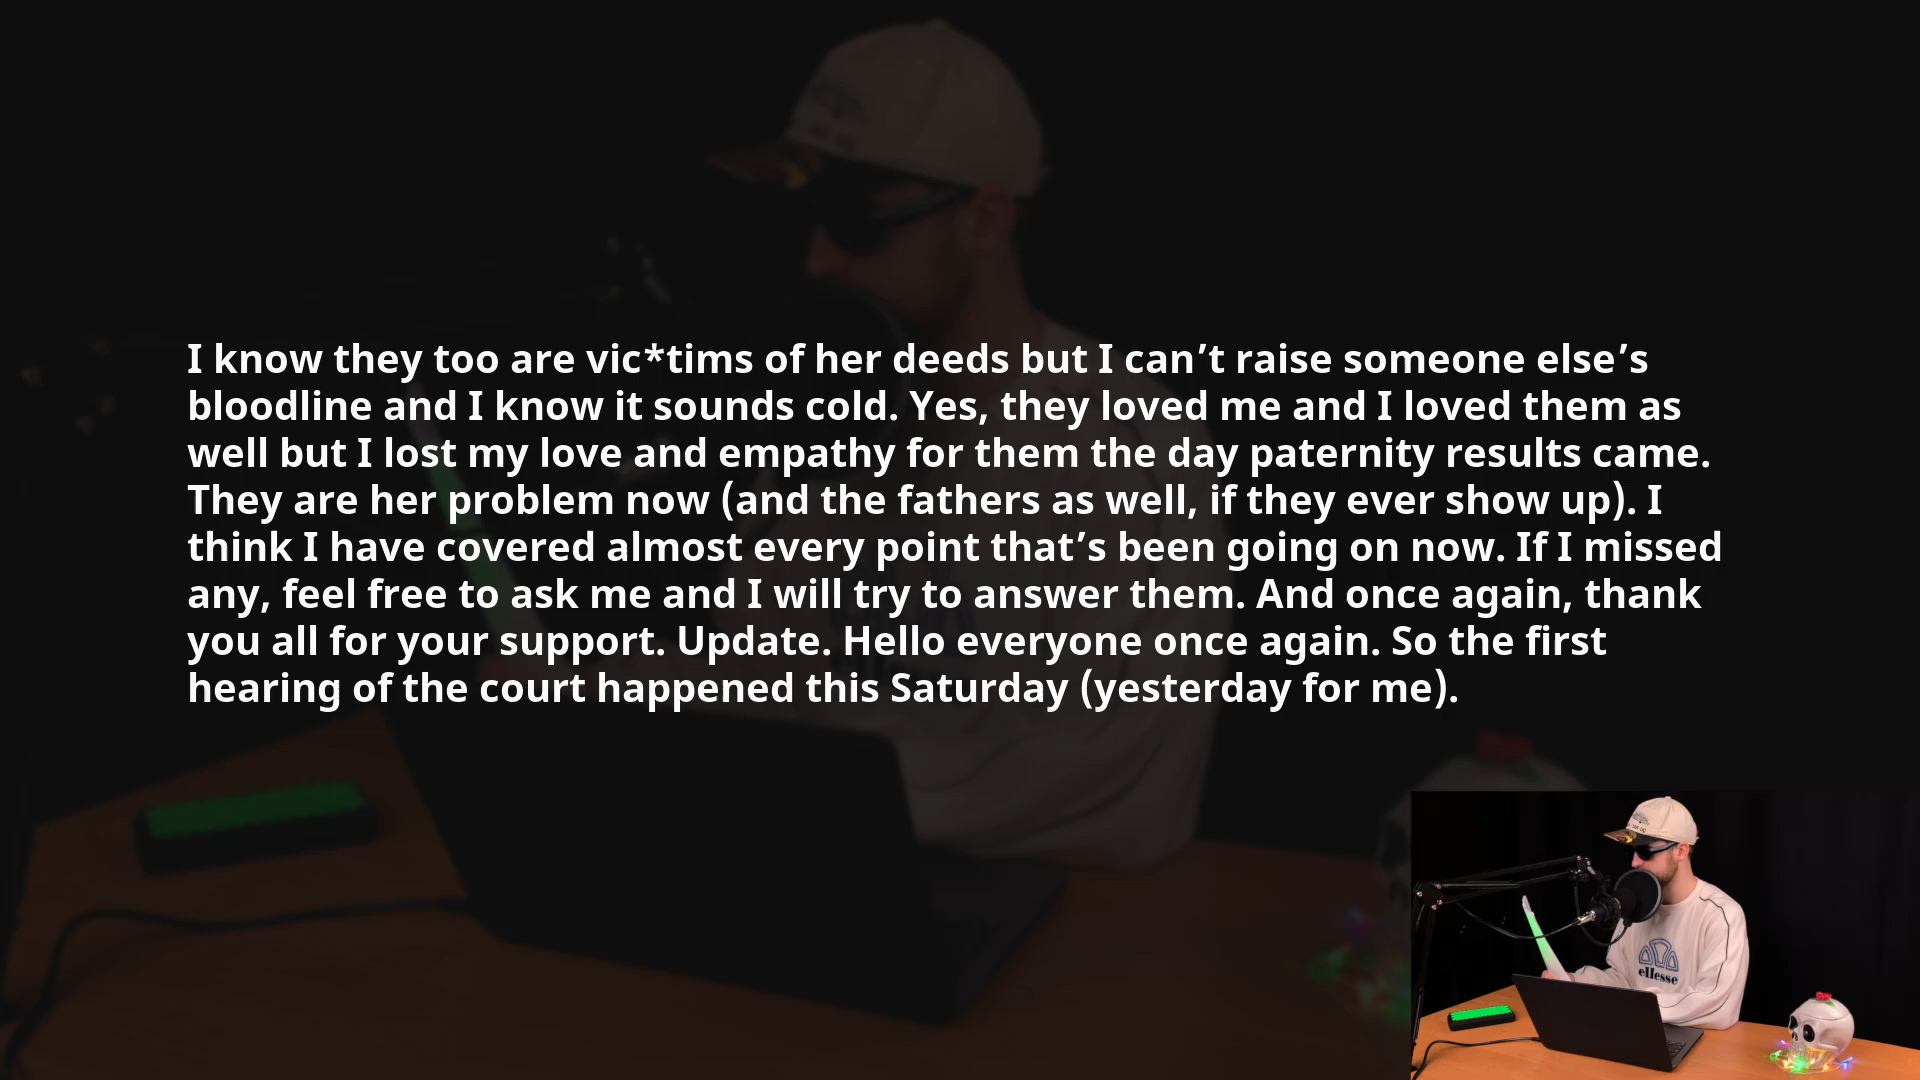 I know they too are vic*tims of her deeds but I can’t raise someone else’s
bloodline and I know it sounds cold. Yes, they loved me and I loved them as
well but I lost my love and empathy for them the day paternity results came.
They are her problem now (and the fathers as well, if they ever show up). I
think I have covered almost every point that’s been going on now. If I missed
any, feel free to ask me and I will try to answer them. And once again, thank
you all for your support. Update. Hello everyone once again. So the first
hearing of the court happened this Saturday (yesterday for me).
ellesse